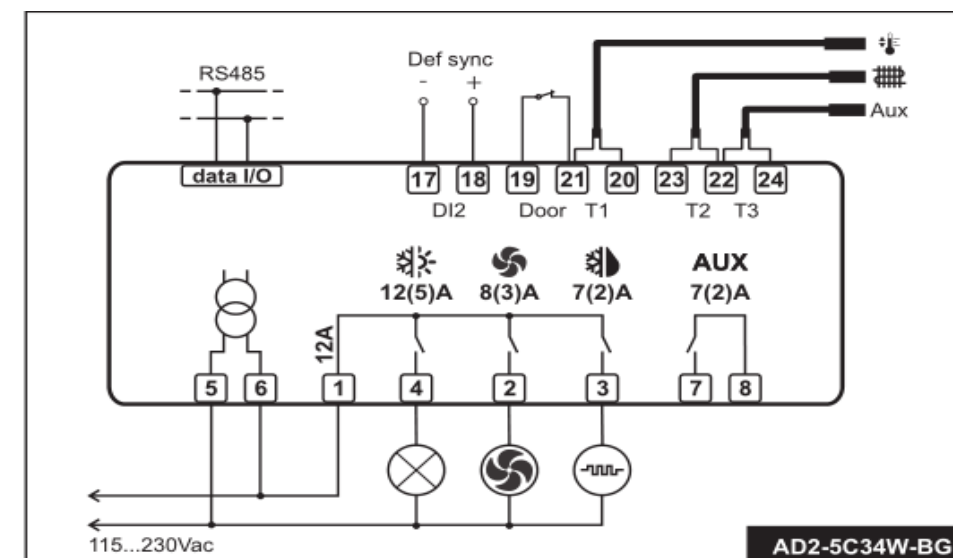 Def sync
RS485
- +
Aux
data I/O 17 18 19 21 20 23 22 24
DI2 Door T1 T2 T3
AUX
12(5)A 8(3)A 7(2)A 7(2)A
12A
5 6 1 4 2 3 7 8
115...230Vac
AD2-5C34W-BG